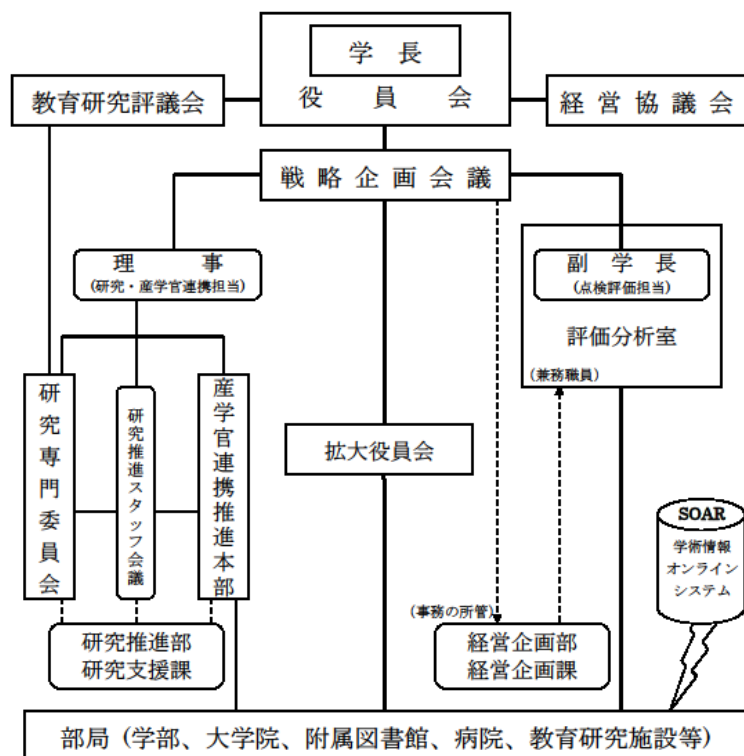 学長
役員会
教育研究評議会
経営協議会
戦略企画会議
理事
(研究・産学官連携担当)
副学長
(点検評価担当)
評価分析室
(兼務職員)
研究専門委員会
研究推進スタッフ会議
産学官連携推進本部
拡大役員会
SOAR
学術情報
オンライン
システム
(事務の所管)
研究推進部
研究支援課
経営企画部
経営企画課
部局(学部、大学院、附属図書館、病院、教育研究施設等)